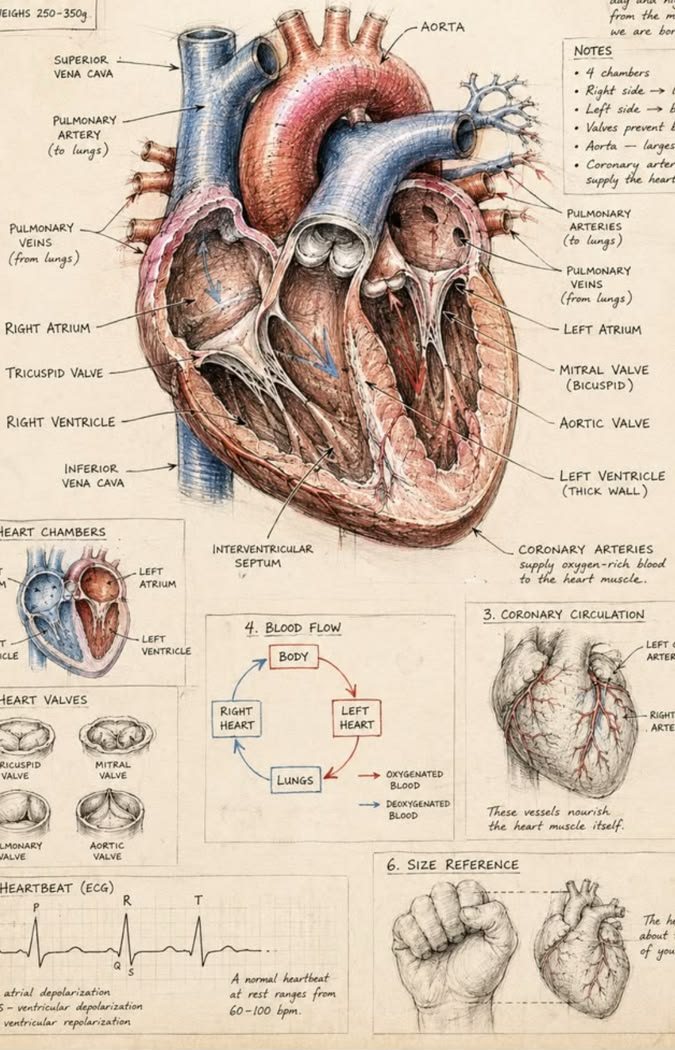 WEIGHS 250-350g.
day and nig
from the m
we are bor
AORTA
SUPERIOR
VENA CAVA
PULMONARY
ARTERY
(to lungs)
PULMONARY
VEINS
(from lungs)
RIGHT ATRIUM
TRICUSPID VALVE
RIGHT VENTRICLE
INFERIOR
VENA CAVA
INTERVENTRICULAR
SEPTUM
NOTES
• 4 chambers
• Right side → l
• Left side → b
• Valves prevent b
• Aorta — larges
• Coronary arter
supply the heart
PULMONARY
ARTERIES
(to lungs)
PULMONARY
VEINS
(from lungs)
LEFT ATRIUM
MITRAL VALVE
(BICUSPID)
AORTIC VALVE
LEFT VENTRICLE
(THICK WALL)
CORONARY ARTERIES
supply oxygen-rich blood
to the heart muscle.
HEART CHAMBERS
M
LEFT
ATRIUM
T
ICLE
LEFT
VENTRICLE
HEART VALVES
RICUSPID
VALVE
MITRAL
VALVE
LMONARY
VALVE
AORTIC
VALVE
4. BLOOD FLOW
BODY
RIGHT
HEART
LEFT
HEART
LUNGS
→ OXYGENATED
BLOOD
→ DEOXYGENATED
BLOOD
3. CORONARY CIRCULATION
LEFT C
ARTER
RIGHT
ARTE
These vessels nourish
the heart muscle itself.
HEARTBEAT (ECG)
P
R
T
Q
S
atrial depolarization
S – ventricular depolarization
ventricular repolarization
A normal heartbeat
at rest ranges from
60–100 bpm.
6. SIZE REFERENCE
The he
about
of you